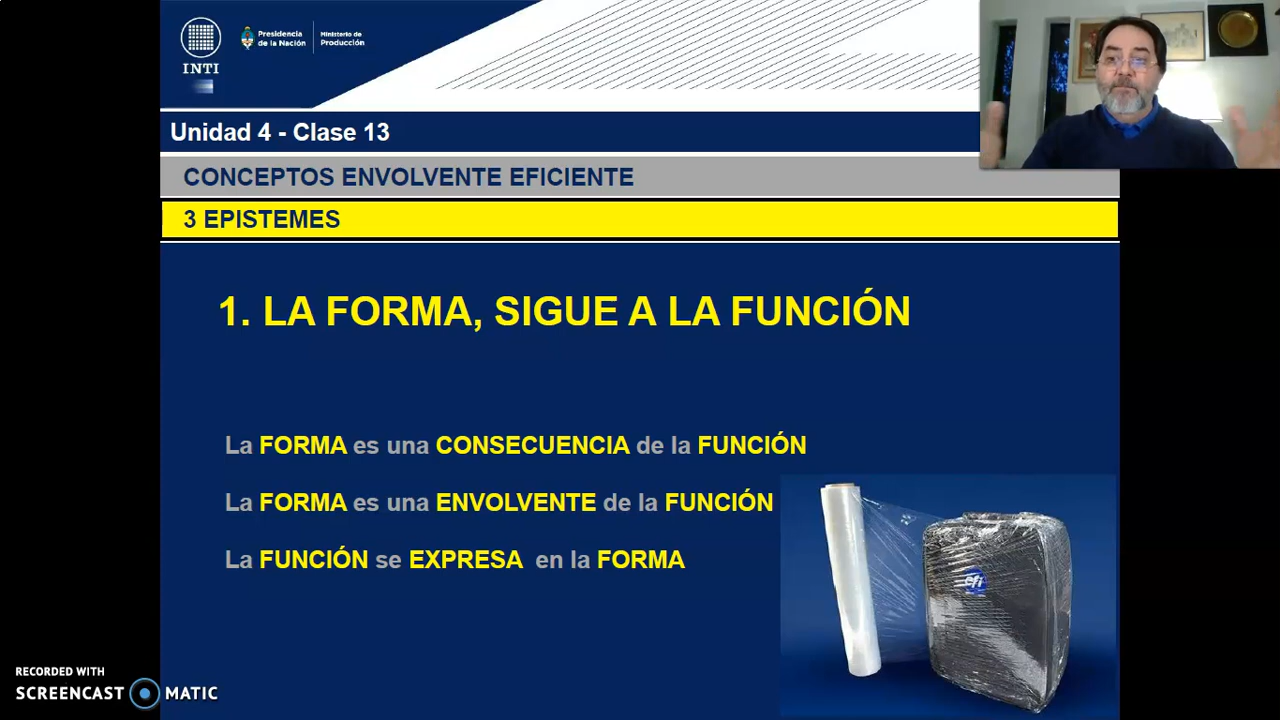 INTI
Presidencia
de la Nación
Ministerio de
Producción
Unidad 4 - Clase 13
CONCEPTOS ENVOLVENTE EFICIENTE
3 EPISTEMES
1. LA FORMA, SIGUE A LA FUNCIÓN
La FORMA es una CONSECUENCIA de la FUNCIÓN
La FORMA es una ENVOLVENTE de la FUNCIÓN
La FUNCIÓN se EXPRESA en la FORMA
RECORDED WITH
SCREENCAST MATIC